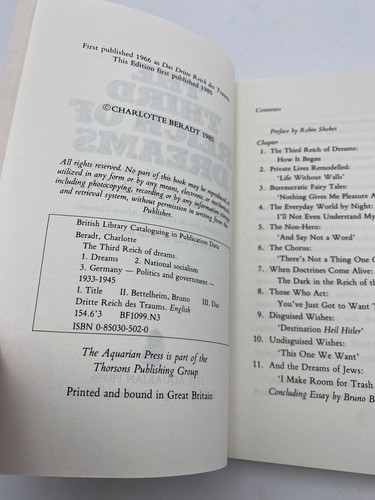 First published 1966 as Das Dritte Reich des Traums
This Edition first published 1985
©CHARLOTTE BERADT 1985
All rights reserved. No part of this book may be reproduced or
utilized in any form or by any means, electronic or mechanical,
including photocopying, recording or by any information storage
and retrieval system, without permission in writing from the
Publisher.
British Library Cataloguing in Publication Data
Beradt, Charlotte
The Third Reich of dreams.
1. Dreams 2. National socialism
3. Germany — Politics and government —
1933-1945
I. Title II. Bettelheim, Bruno III. Das
Dritte Reich des Traums. English
154.6'3 BF1099.N3
ISBN 0-85030-502-0
The Aquarian Press is part of the
Thorsons Publishing Group
Printed and bound in Great Britain
Contents
Preface by Robin Shohet
Chapter
1. The Third Reich of Dreams:
How It Began
2. Private Lives Remodelled:
'Life Without Walls'
3. Bureaucratic Fairy Tales:
'Nothing Gives Me Pleasure
4. The Everyday World by Night:
'I'll Not Even Understand My
5. The Non-Hero:
'And Say Not a Word'
6. The Chorus:
'There's Not a Thing One
7. When Doctrines Come Alive:
The Dark in the Reich of th
8. Those Who Act:
'You've Just Got to Want
9. Disguised Wishes:
'Destination Heil Hitler'
10. Undisguised Wishes:
'This One We Want'
11. And the Dreams of Jews:
'I Make Room for Trash
Concluding Essay by Bruno B